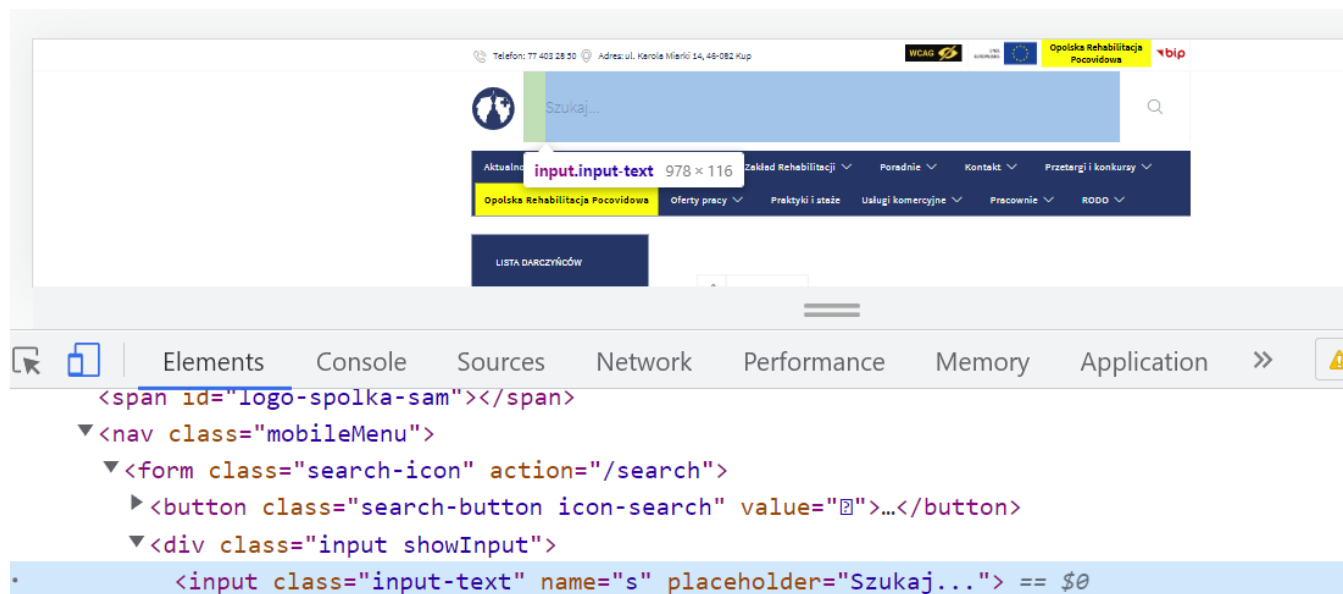 Telefon: 77 403 28 50 Adres: ul. Karola Miarki 14, 46-082 Kup
WCAG
Opolska Rehabilitacja
Pocovidowa
bip
Szukaj...
Zakład Rehabilitacji Poradnie Kontakt Przetargi i konkursy
input.input-text 978 × 116
Opolska Rehabilitacja Pocovidowa Oferty pracy Praktyki i staże Usługi komercyjne Pracownie RODO
LISTA DARCZYŃCÓW
Elements Console Sources Network Performance Memory Application »
<span id="logo-spolka-sam"></span>
▼<nav class="mobileMenu">
▼<form class="search-icon" action="/search">
▶<button class="search-button icon-search" value="">…</button>
▼<div class="input showInput">
<input class="input-text" name="s" placeholder="Szukaj..."> == $0